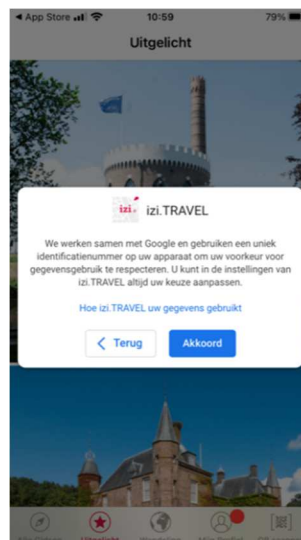 App Store
10:59
79%
Uitgelicht
izi. izi.TRAVEL
We werken samen met Google en gebruiken een uniek
identificatienummer op uw apparaat om uw voorkeur voor
gegevensgebruik te respecteren. U kunt in de instellingen van
izi.TRAVEL altijd uw keuze aanpassen.
Hoe izi.TRAVEL uw gegevens gebruikt
Terug
Akkoord
Uitgelicht